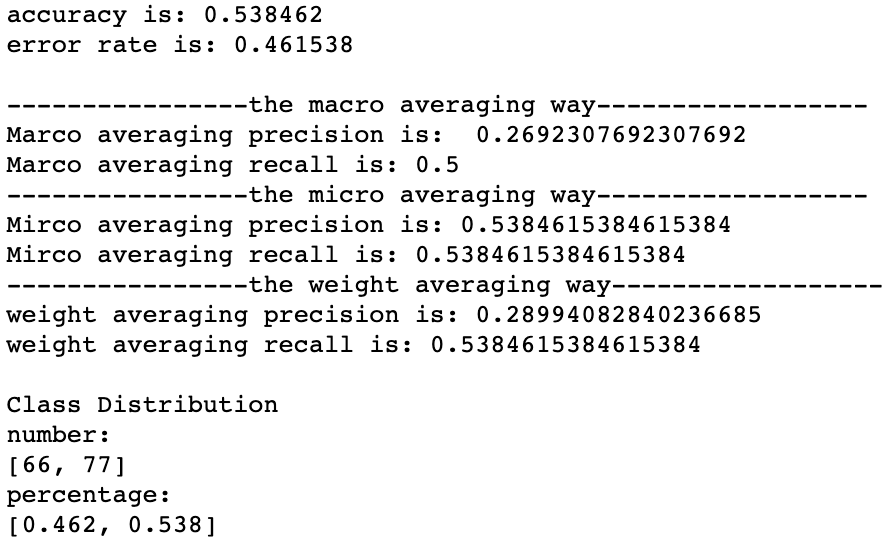 accuracy is: 0.538462
error rate is: 0.461538
----------------the macro averaging way------------------
Marco averaging precision is:  0.2692307692307692
Marco averaging recall is: 0.5
----------------the micro averaging way------------------
Mirco averaging precision is: 0.5384615384615384
Mirco averaging recall is: 0.5384615384615384
----------------the weight averaging way------------------
weight averaging precision is: 0.28994082840236685
weight averaging recall is: 0.5384615384615384
Class Distribution
number:
[66, 77]
percentage:
[0.462, 0.538]